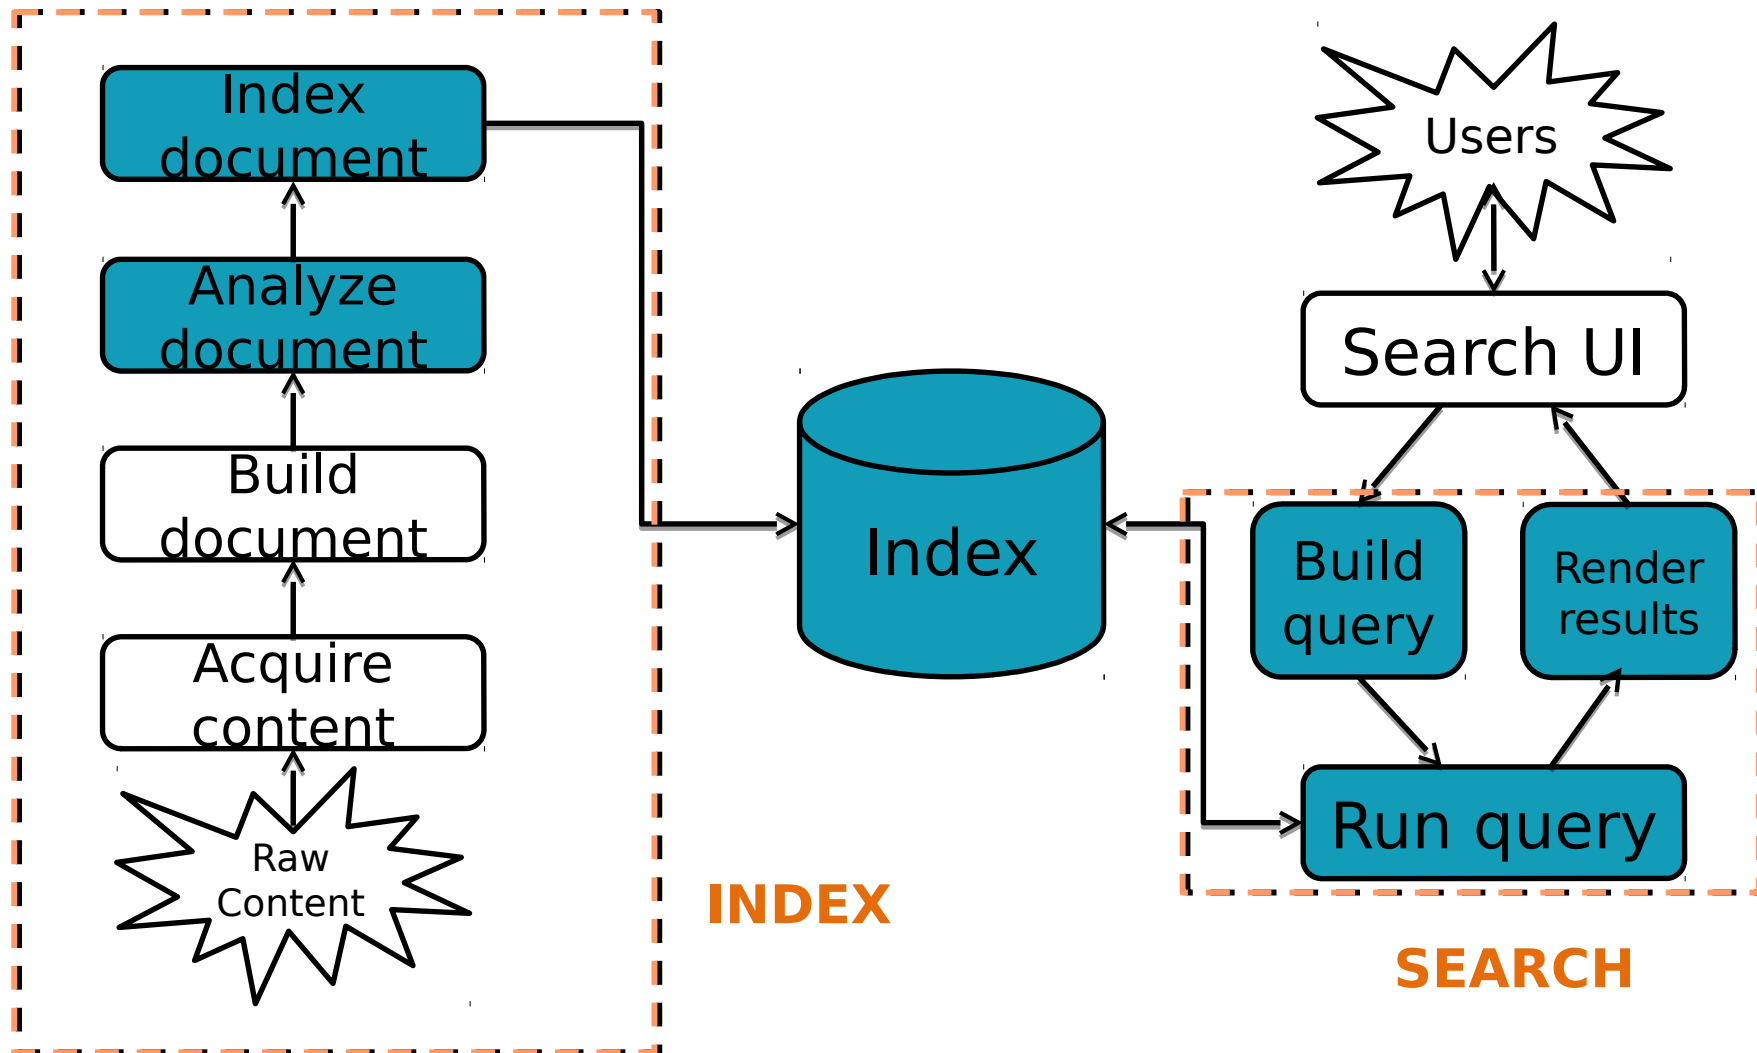 Index
document
Analyze
document
Build
document
Acquire
content
Raw
Content
INDEX
Index
Users
Search UI
Build
query
Render
results
Run query
SEARCH